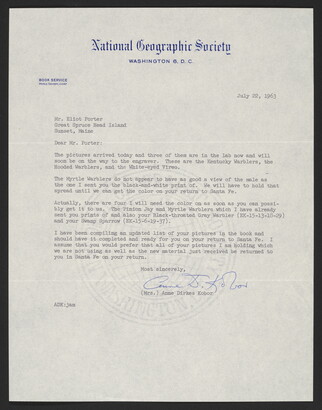 National Geographic Society
WASHINGTON 6, D.C.
BOOK SERVICE
July 22, 1963
Mr. Eliot Porter
Great Spruce Head Island
Sunset, Maine
Dear Mr. Porter:
The pictures arrived today and three of them are in the lab now and will
soon be on the way to the engraver. These are the Kentucky Warblers, the
Hooded Warblers, and the White-eyed Vireo.
The Myrtle Warblers do not appear to have as good a view of the male as
the one I sent you the black-and-white print of. We will have to hold that
spread until we can get the color on your return to Santa Fe.
Actually, there are four I will need the color on as soon as you can possi-
bly get it to us. The Pinyon Jay and Myrtle Warblers which I have already
sent you prints of and also your Black-throated Gray Warbler
and your Swamp Sparrow
I have been compiling an updated list of your pictures in the book and
should have it completed and ready for you on your return to Santa Fe. I
assume that you would prefer that all of your pictures I am holding which
we are not using as well as the new material just received be returned to
you in Santa Fe on your return.
Most sincerely,
(Mrs.) Anne Dirkes Kobor
ADK:jmm